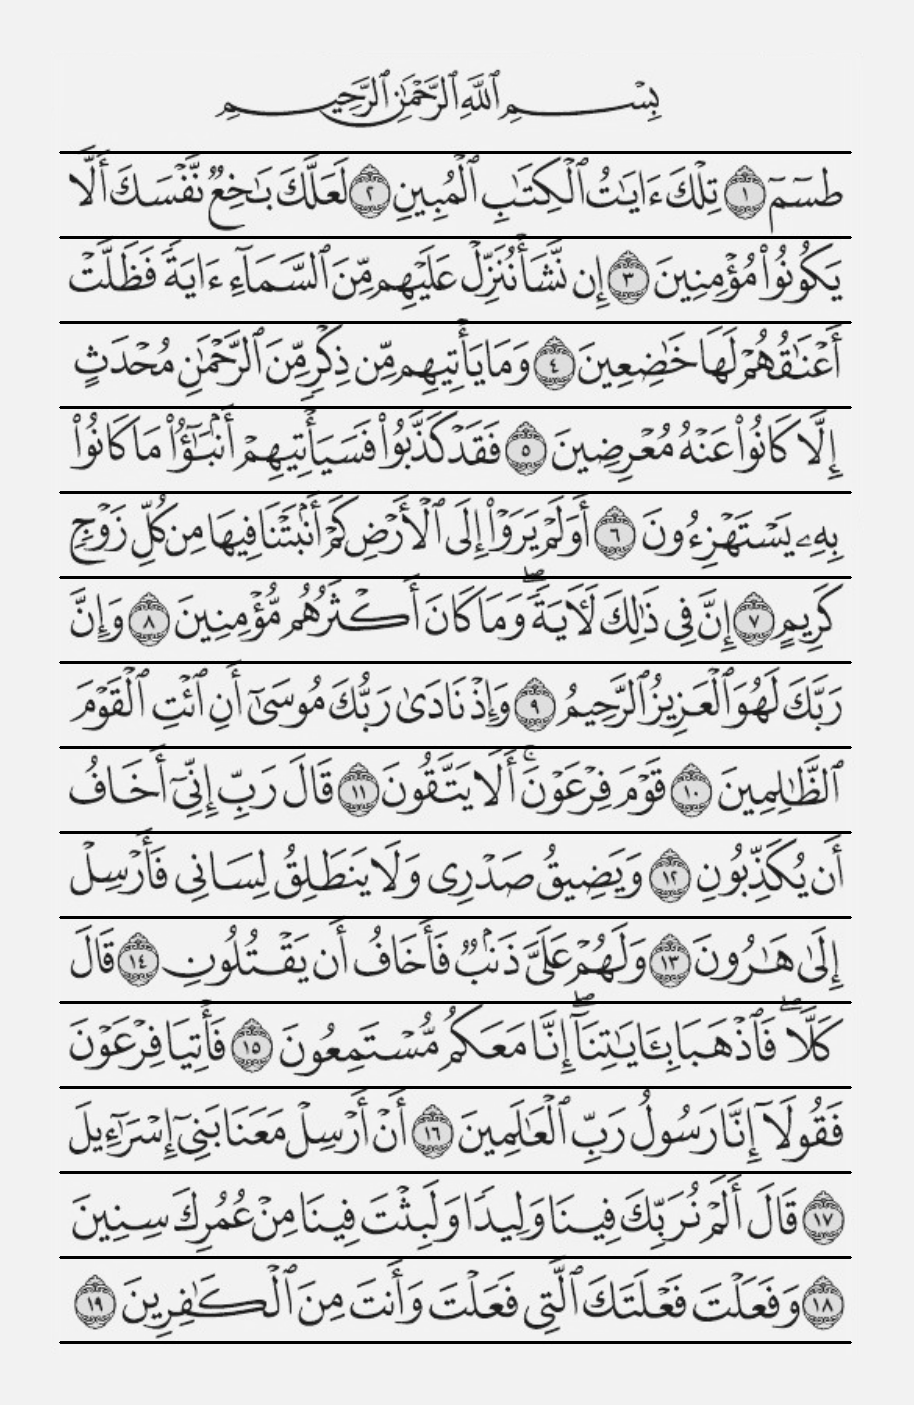 بِسْمِ ٱللَّهِ ٱلرَّحْمَٰنِ ٱلرَّحِيمِ
طسٓمٓ ١ تِلْكَ ءَايَٰتُ ٱلْكِتَٰبِ ٱلْمُبِينِ ٢ لَعَلَّكَ بَٰخِعٌ نَّفْسَكَ أَلَّا
يَكُونُوا۟ مُؤْمِنِينَ ٣ إِن نَّشَأْ نُنَزِّلْ عَلَيْهِم مِّنَ ٱلسَّمَآءِ ءَايَةً فَظَلَّتْ
أَعْنَٰقُهُمْ لَهَا خَٰضِعِينَ ٤ وَمَا يَأْتِيهِم مِّن ذِكْرٍ مِّنَ ٱلرَّحْمَٰنِ مُحْدَثٍ
إِلَّا كَانُوا۟ عَنْهُ مُعْرِضِينَ ٥ فَقَدْ كَذَّبُوا۟ فَسَيَأْتِيهِمْ أَنۢبَٰٓؤُا۟ مَا كَانُوا۟
بِهِۦ يَسْتَهْزِءُونَ ٦ أَوَلَمْ يَرَوْا۟ إِلَى ٱلْأَرْضِ كَمْ أَنۢبَتْنَا فِيهَا مِن كُلِّ زَوْجٍ
كَرِيمٍ ٧ إِنَّ فِى ذَٰلِكَ لَءَايَةً ۖ وَمَا كَانَ أَكْثَرُهُم مُّؤْمِنِينَ ٨ وَإِنَّ
رَبَّكَ لَهُوَ ٱلْعَزِيزُ ٱلرَّحِيمُ ٩ وَإِذْ نَادَىٰ رَبُّكَ مُوسَىٰٓ أَنِ ٱئْتِ ٱلْقَوْمَ
ٱلظَّٰلِمِينَ ١٠ قَوْمَ فِرْعَوْنَ ۚ أَلَا يَتَّقُونَ ١١ قَالَ رَبِّ إِنِّىٓ أَخَافُ
أَن يُكَذِّبُونِ ١٢ وَيَضِيقُ صَدْرِى وَلَا يَنطَلِقُ لِسَانِى فَأَرْسِلْ
إِلَىٰ هَٰرُونَ ١٣ وَلَهُمْ عَلَىَّ ذَنۢبٌ فَأَخَافُ أَن يَقْتُلُونِ ١٤ قَالَ
كَلَّا ۖ فَٱذْهَبَا بِـَٔايَٰتِنَآ ۖ إِنَّا مَعَكُم مُّسْتَمِعُونَ ١٥ فَأْتِيَا فِرْعَوْنَ
فَقُولَآ إِنَّا رَسُولُ رَبِّ ٱلْعَٰلَمِينَ ١٦ أَنْ أَرْسِلْ مَعَنَا بَنِىٓ إِسْرَٰٓءِيلَ
١٧ قَالَ أَلَمْ نُرَبِّكَ فِينَا وَلِيدًا وَلَبِثْتَ فِينَا مِنْ عُمُرِكَ سِنِينَ
١٨ وَفَعَلْتَ فَعْلَتَكَ ٱلَّتِى فَعَلْتَ وَأَنتَ مِنَ ٱلْكَٰفِرِينَ ١٩